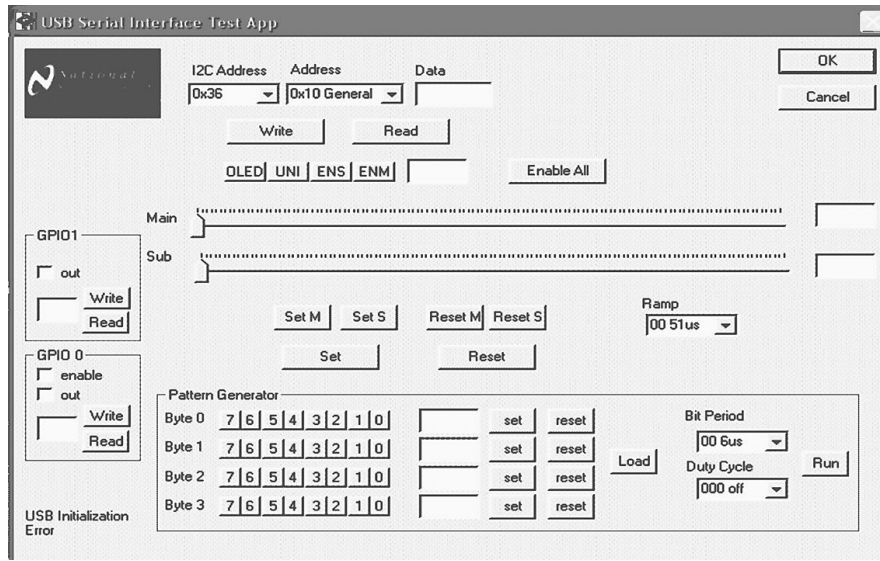 USB Serial Interface Test App
National
I2C Address Address Data
0x36 0x10 General
OK
Cancel
Write Read
OLED UNI ENS ENM Enable All
Main
Sub
GPIO1
out
Write
Read
Set M Set S Reset M Reset S
Set Reset
Ramp
00 51us
GPIO 0
enable
out
Write
Read
Pattern Generator
Byte 0 7 6 5 4 3 2 1 0 set reset
Byte 1 7 6 5 4 3 2 1 0 set reset
Byte 2 7 6 5 4 3 2 1 0 set reset
Byte 3 7 6 5 4 3 2 1 0 set reset
Load
Bit Period
00 6us
Duty Cycle
000 off
Run
USB Initialization
Error